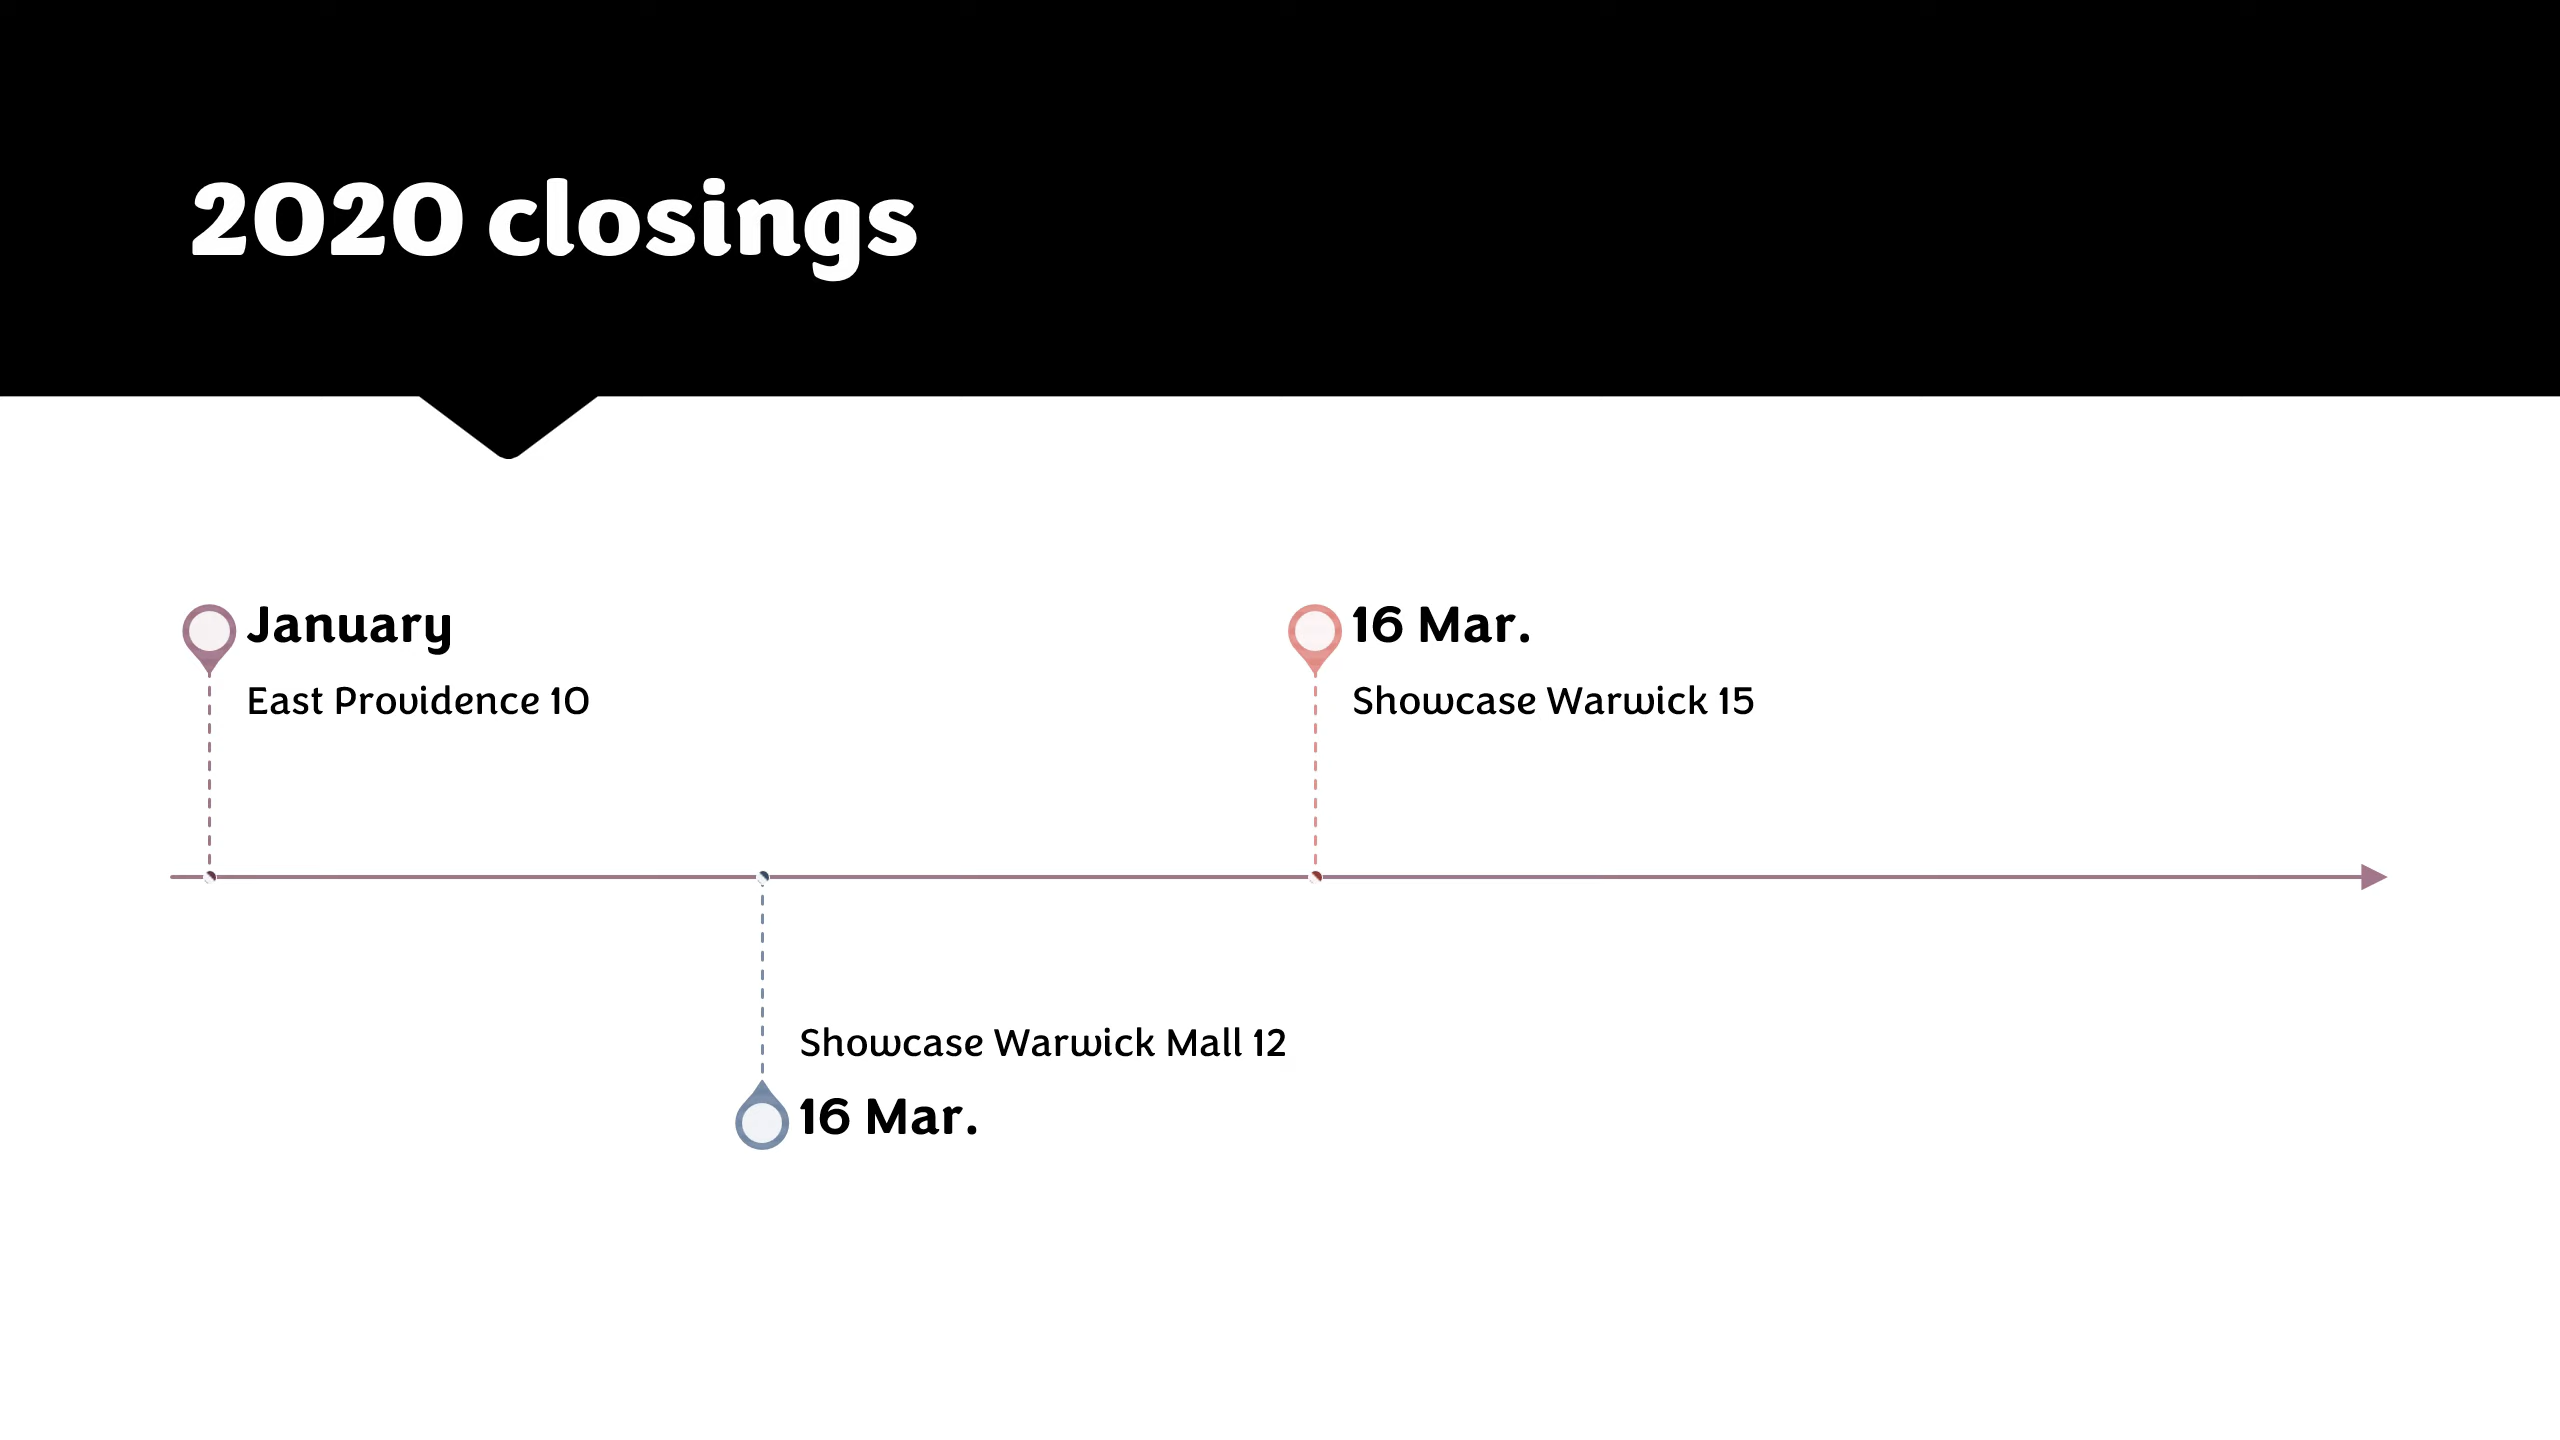 2020 closings
January
East Providence 10
Showcase Warwick Mall 12
16 Mar.
16 Mar.
Showcase Warwick 15